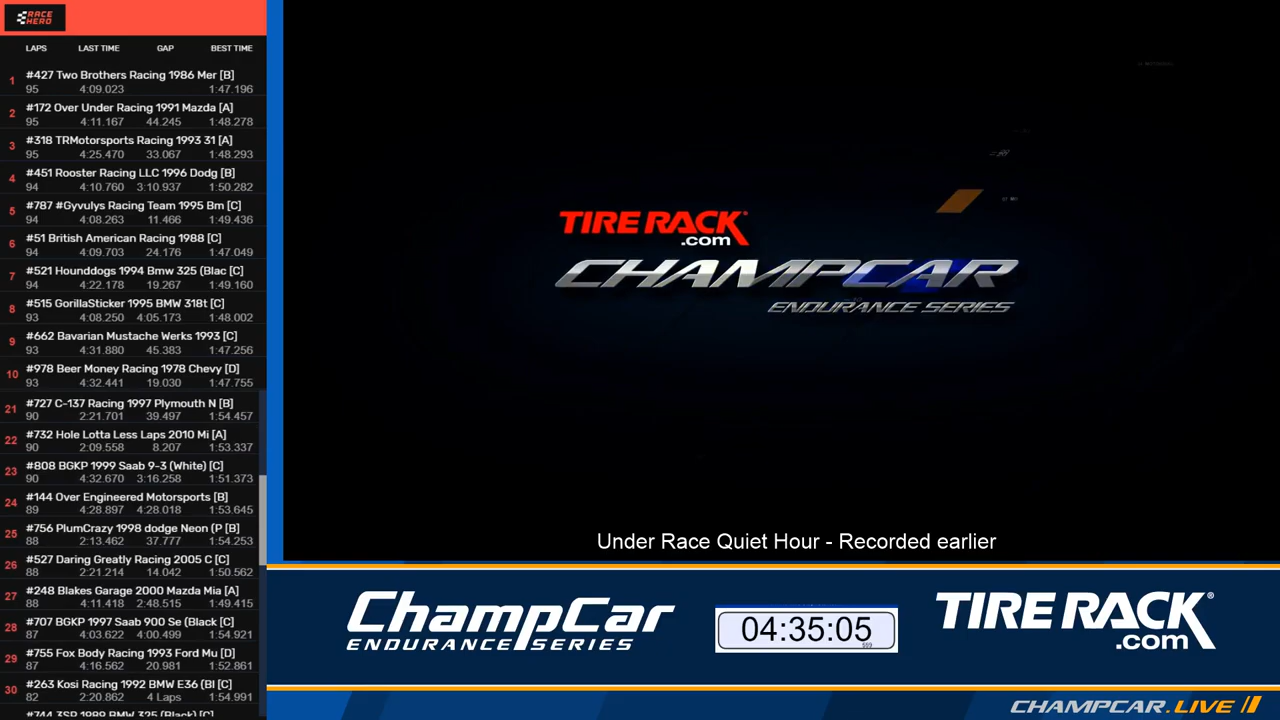 RACE HERO
LAPS LAST TIME GAP BEST TIME
1 #427 Two Brothers Racing 1986 Mer [B]
95 4:09.023 1:47.196
2 #172 Over Under Racing 1991 Mazda [A]
95 4:11.167 44.245 1:48.278
3 #318 TRMotorsports Racing 1993 31 [A]
95 4:25.470 33.067 1:48.293
4 #451 Rooster Racing LLC 1996 Dodg [B]
94 4:10.760 3:10.937 1:50.282
5 #787 #Gyvulys Racing Team 1995 Bm [C]
94 4:08.263 11.466 1:49.436
6 #51 British American Racing 1988 [C]
94 4:09.703 24.176 1:47.049
7 #521 Hounddogs 1994 Bmw 325 (Blac [C]
94 4:22.178 19.267 1:49.160
8 #515 GorillaSticker 1995 BMW 318t [C]
93 4:08.250 4:05.173 1:48.002
9 #662 Bavarian Mustache Werks 1993 [C]
93 4:31.880 45.383 1:47.256
10 #978 Beer Money Racing 1978 Chevy [D]
93 4:32.441 19.030 1:47.755
21 #727 C-137 Racing 1997 Plymouth N [B]
90 2:21.701 39.497 1:54.457
22 #732 Hole Lotta Less Laps 2010 Mi [A]
90 2:09.558 8.207 1:53.337
23 #808 BGKP 1999 Saab 9-3 (White) [C]
90 4:32.670 3:16.258 1:51.373
24 #144 Over Engineered Motorsports [B]
89 4:28.897 4:28.018 1:53.645
25 #756 PlumCrazy 1998 dodge Neon (P [B]
88 2:13.462 37.777 1:54.253
26 #527 Daring Greatly Racing 2005 C [C]
88 2:21.214 14.042 1:50.562
27 #248 Blakes Garage 2000 Mazda Mia [A]
88 4:11.418 2:48.515 1:49.415
28 #707 BGKP 1997 Saab 900 Se (Black [C]
87 4:03.622 4:00.499 1:54.921
29 #755 Fox Body Racing 1993 Ford Mu [D]
87 4:16.562 20.981 1:52.861
30 #263 Kosi Racing 1992 BMW E36 (Bl [C]
82 2:20.862 4 Laps 1:54.991
#744 3SP 1989 BMW 325 (Black) [C]
TIRE RACK
.com
CHAMPCAR
ENDURANCE SERIES
Under Race Quiet Hour - Recorded earlier
ChampCar
ENDURANCE SERIES
04:35:05
TIRE RACK
.com
CHAMPCAR.LIVE